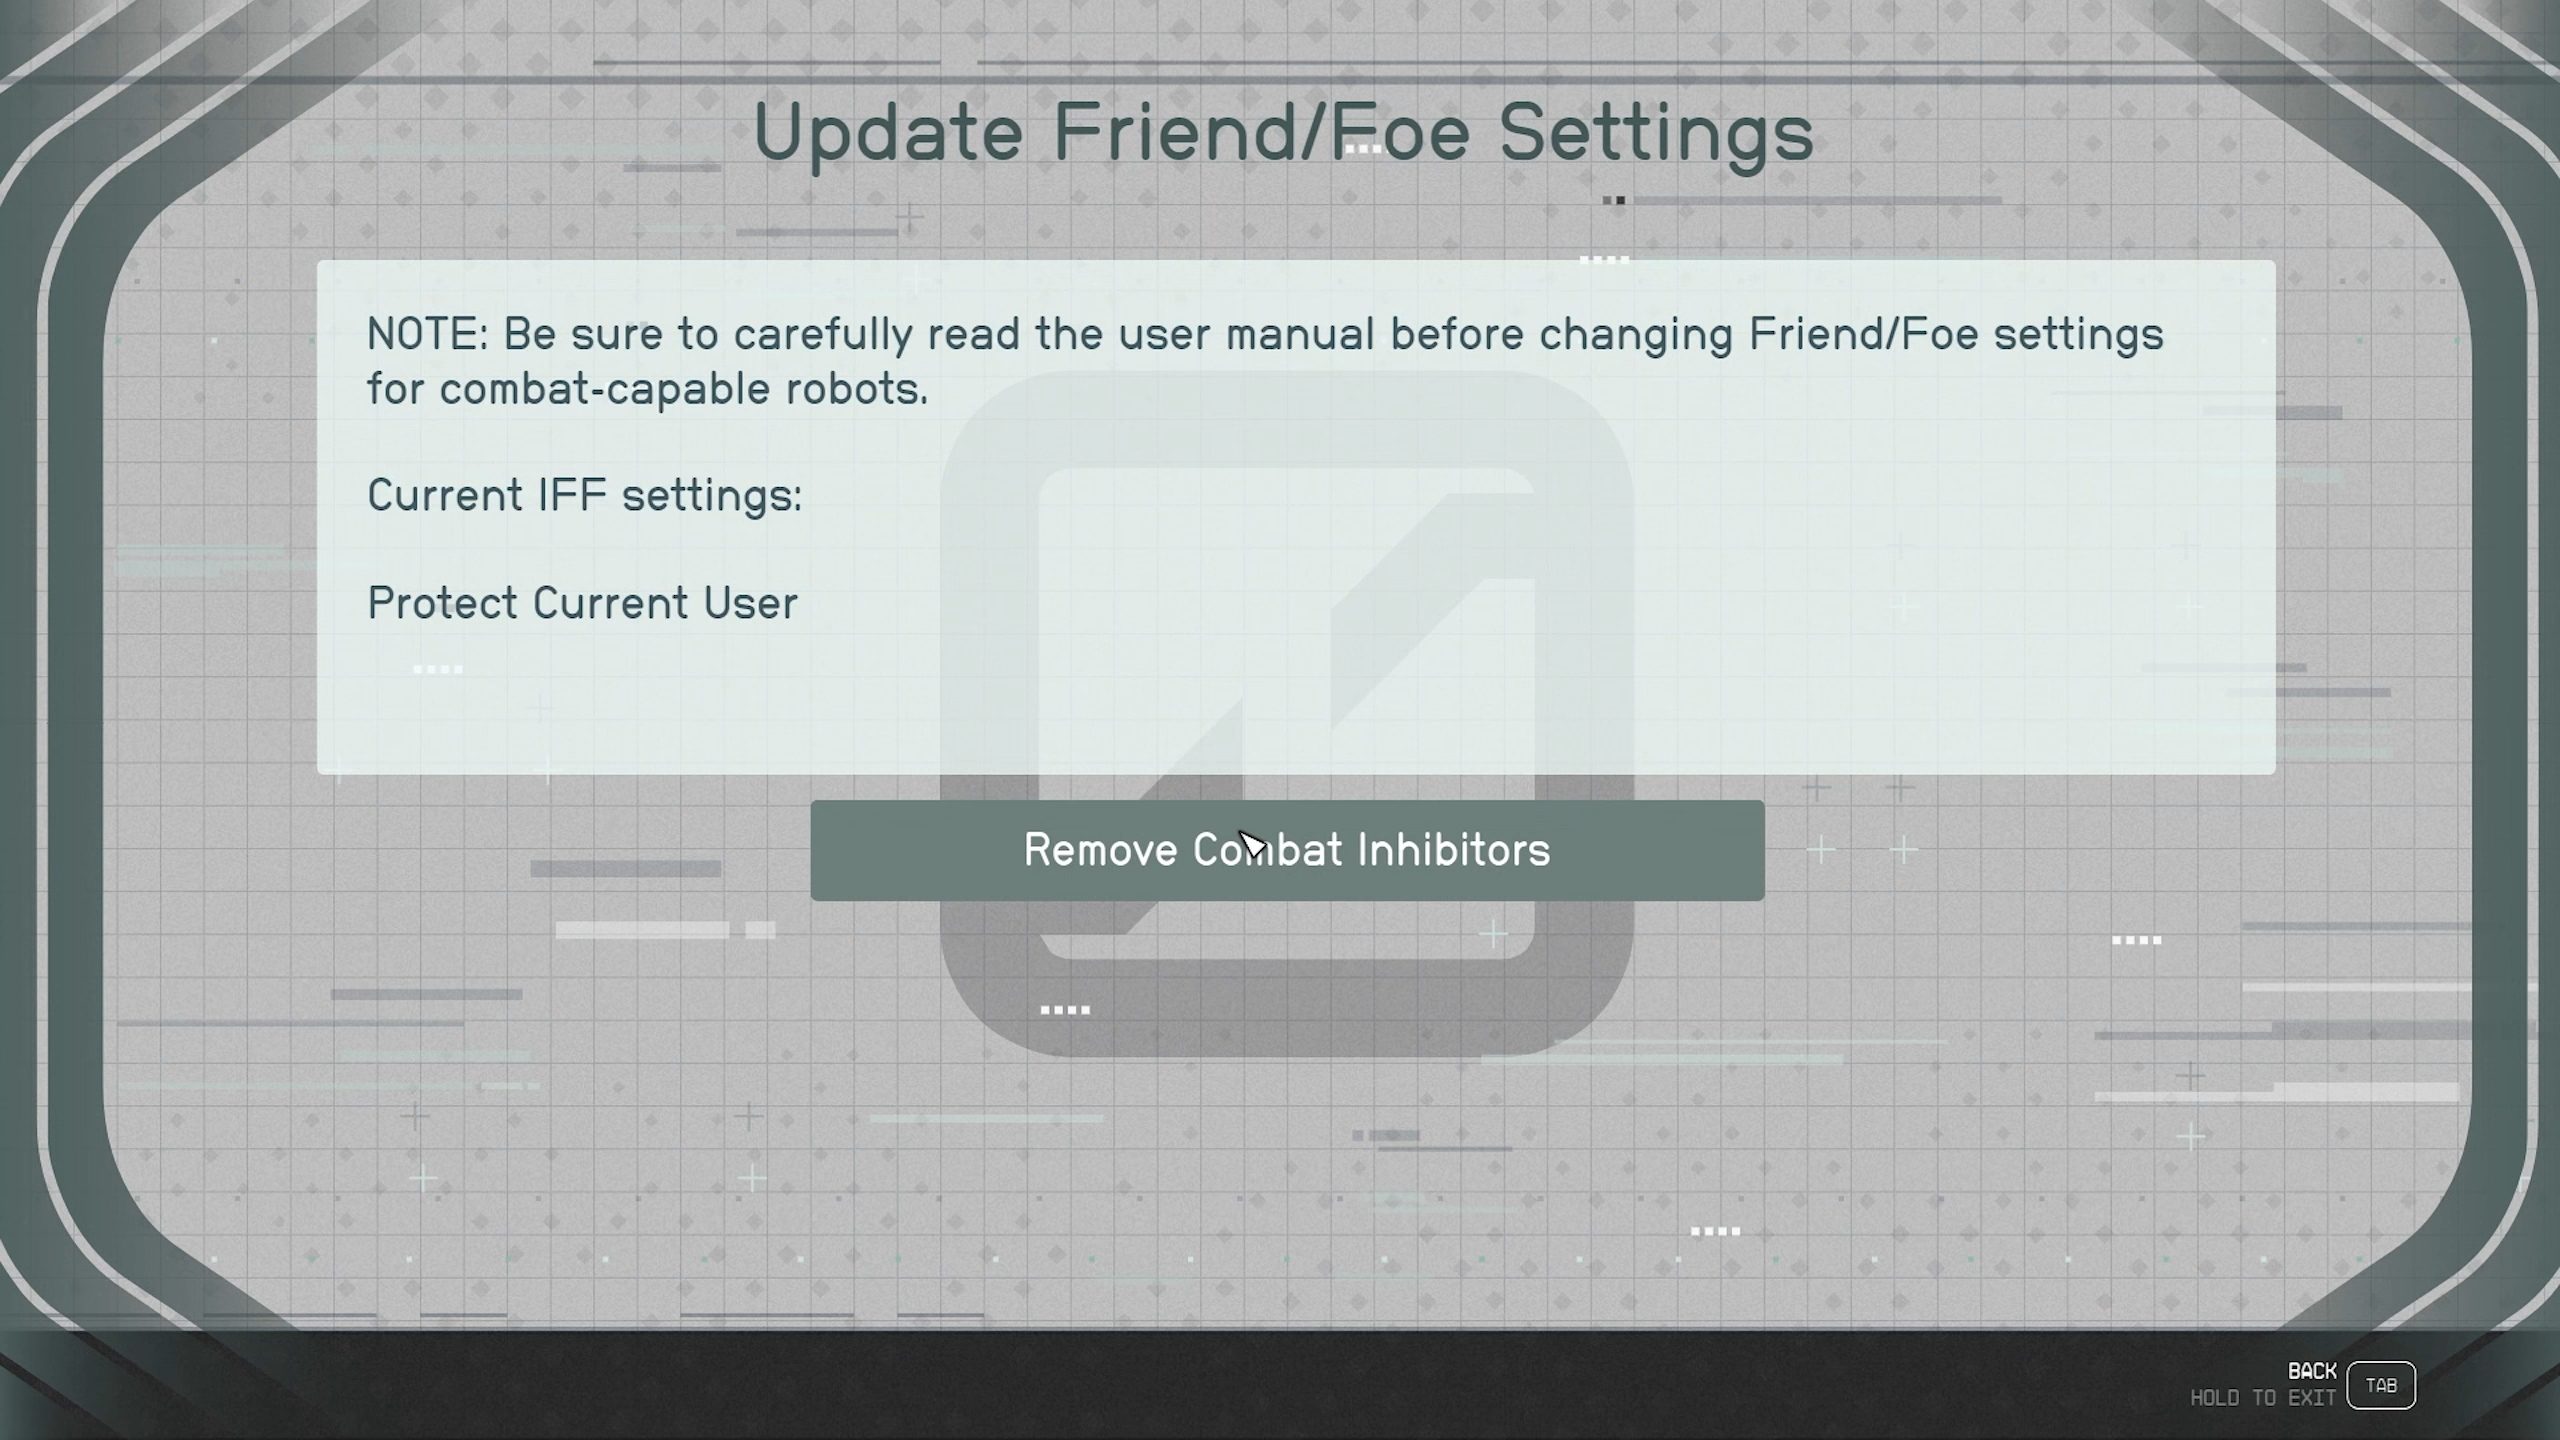 Update Friend/Foe Settings
NOTE: Be sure to carefully read the user manual before changing Friend/Foe settings
for combat-capable robots.
Current IFF settings:
Protect Current User
Remove Combat Inhibitors
BACK
HOLD TO EXIT
TAB